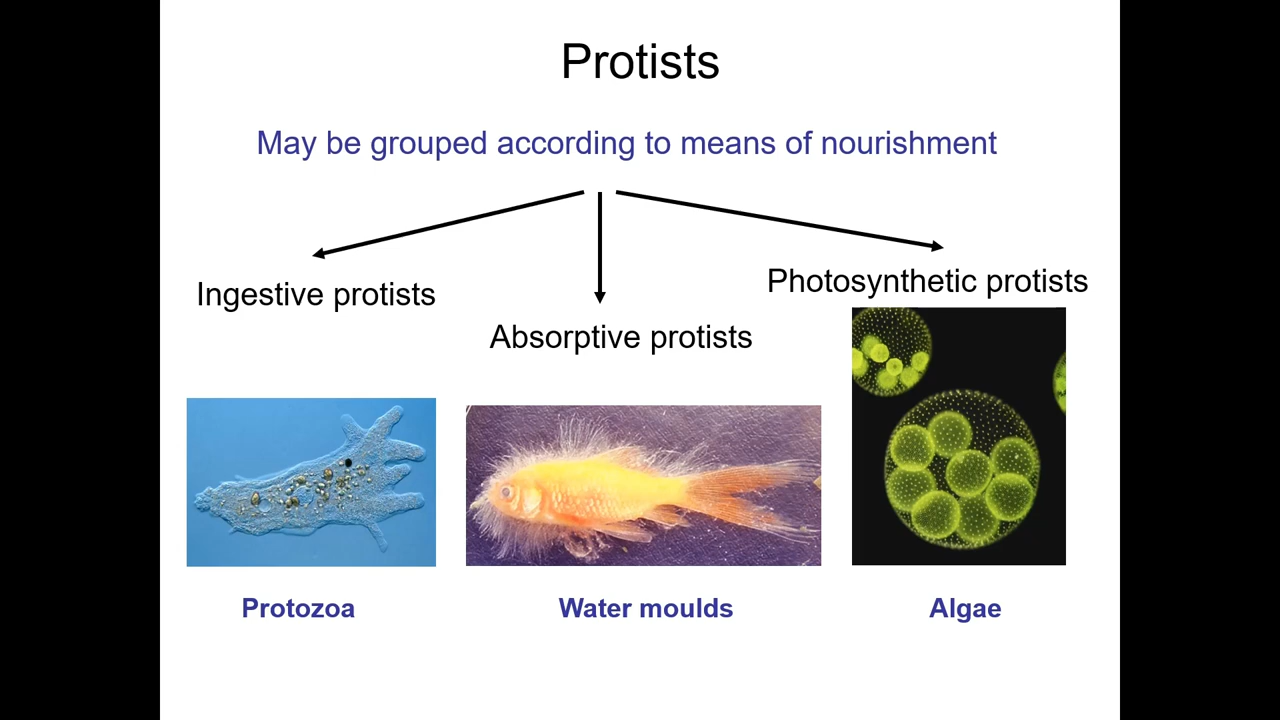 Protists
May be grouped according to means of nourishment
Ingestive protists
Absorptive protists
Photosynthetic protists
Protozoa
Water moulds
Algae